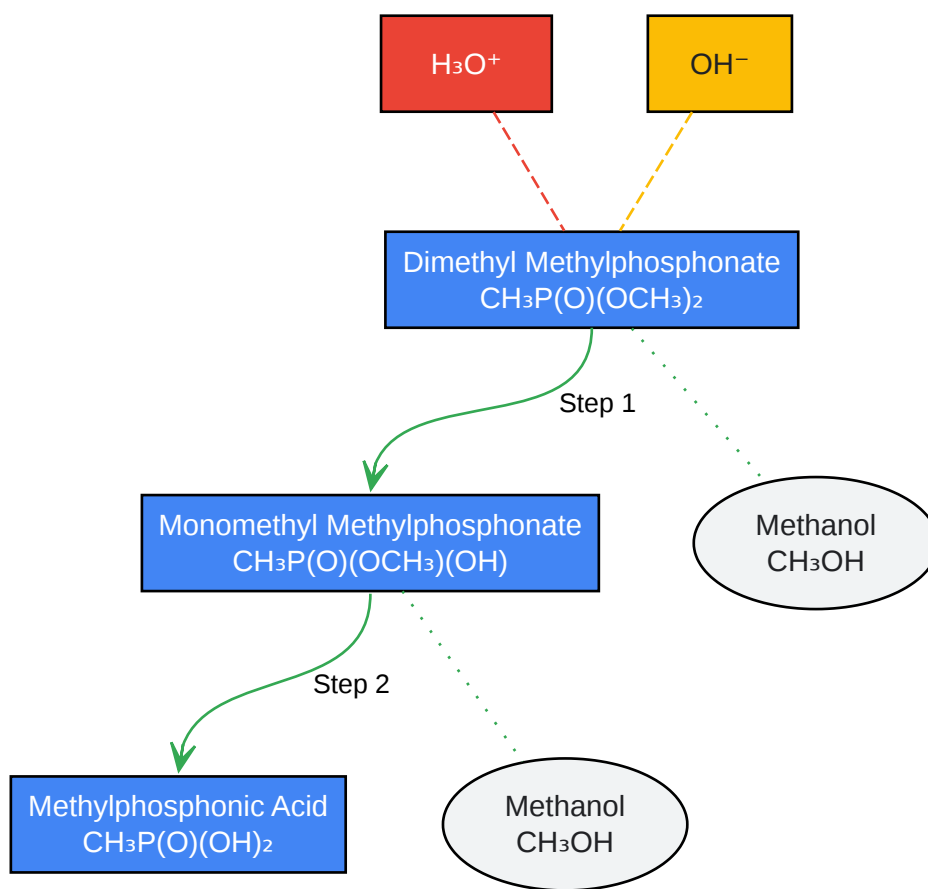 H₃O⁺
OH⁻
Dimethyl Methylphosphonate
CH₃P(O)(OCH₃)₂
Step 1
Monomethyl Methylphosphonate
CH₃P(O)(OCH₃)(OH)
Methanol
CH₃OH
Step 2
Methylphosphonic Acid
CH₃P(O)(OH)₂
Methanol
CH₃OH